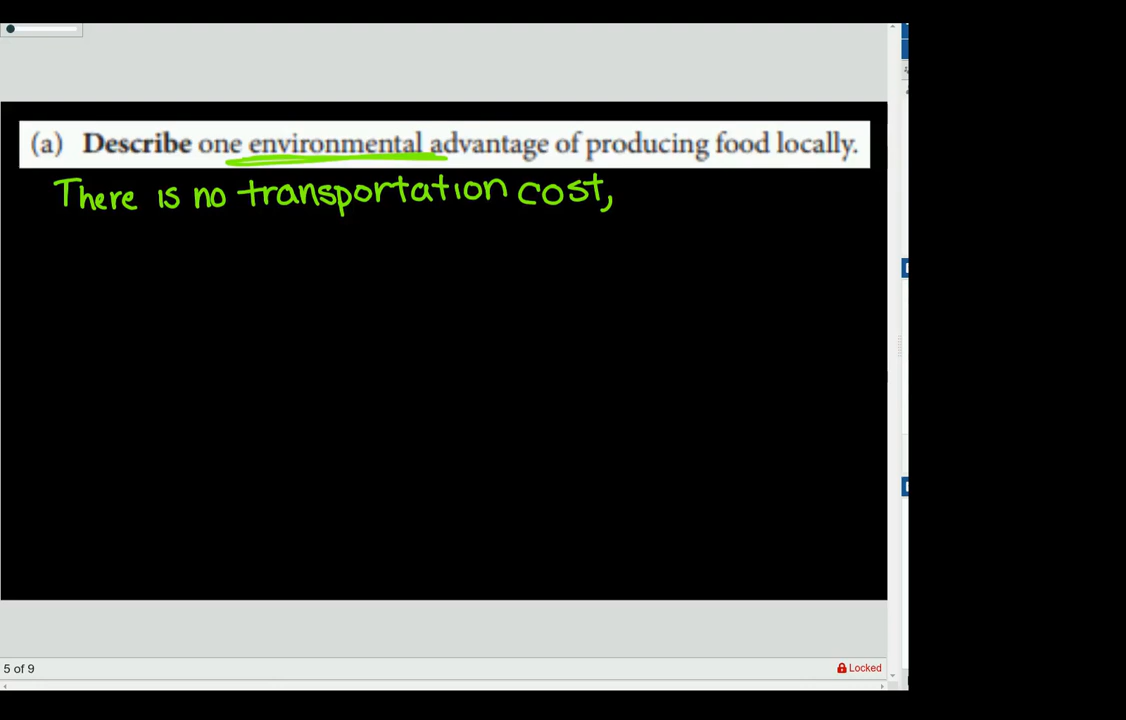 (a) Describe one environmental advantage of producing food locally.
There is no transportation cost,
5 of 9
Locked